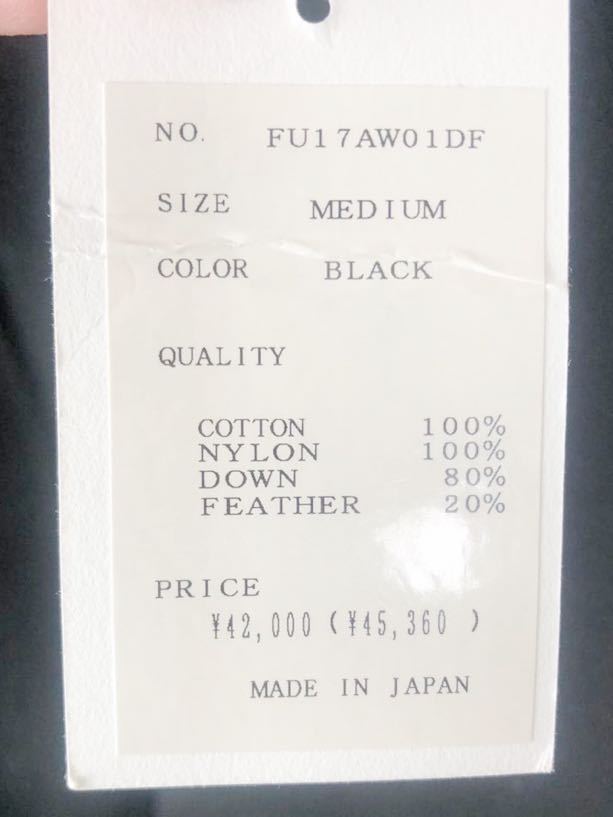 NO. FU17AW01DF
SIZE MEDIUM
COLOR BLACK
QUALITY
COTTON 100%
NYLON 100%
DOWN 80%
FEATHER 20%
PRICE
¥42,000 (¥45,360 )
MADE IN JAPAN